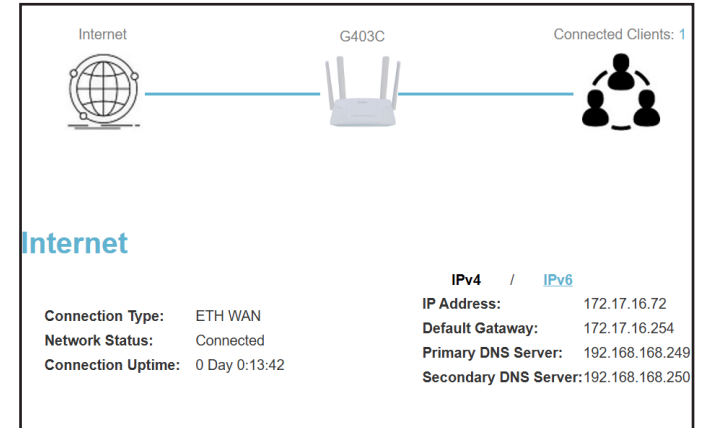 Internet G403C Connected Clients: 1
Internet
IPv4 / IPv6
IP Address: 172.17.16.72
Connection Type: ETH WAN
Default Gataway: 172.17.16.254
Network Status: Connected
Primary DNS Server: 192.168.168.249
Connection Uptime: 0 Day 0:13:42
Secondary DNS Server: 192.168.168.250